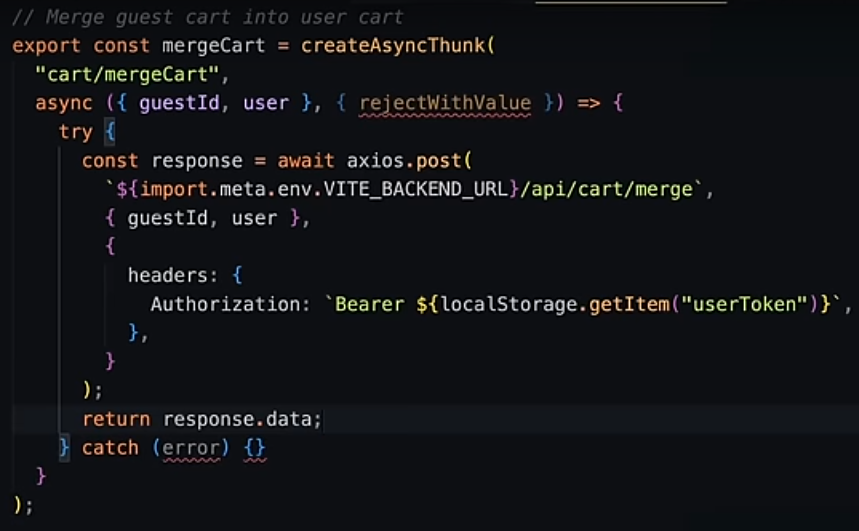 // Merge guest cart into user cart
export const mergeCart = createAsyncThunk(
  "cart/mergeCart",
  async ({ guestId, user }, { rejectWithValue }) => {
    try {
      const response = await axios.post(
        `${import.meta.env.VITE_BACKEND_URL}/api/cart/merge`,
        { guestId, user },
        {
          headers: {
            Authorization: `Bearer ${localStorage.getItem("userToken")}`,
          },
        }
      );
      return response.data;
    } catch (error) {}
  }
);